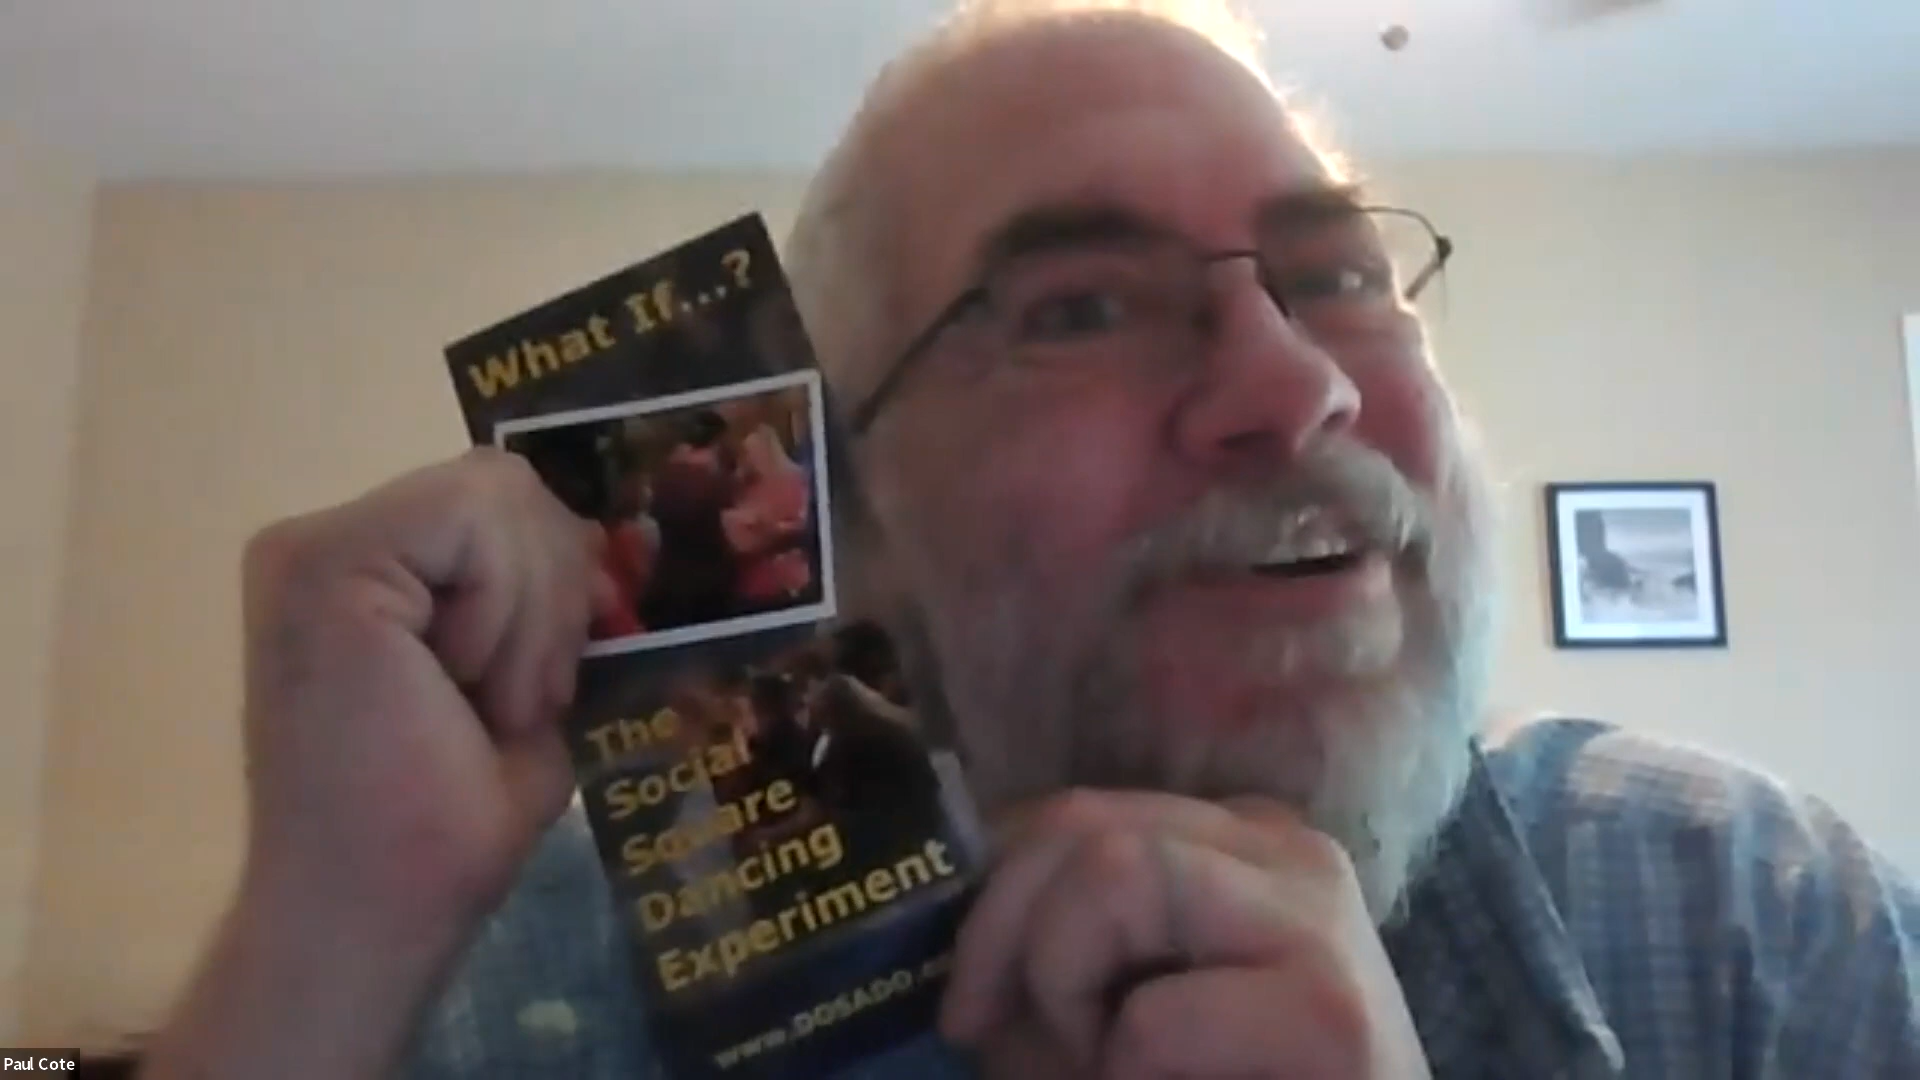 What If...?
The
Social
Square
Dancing
Experiment
www.DOSADO.
Paul Cote